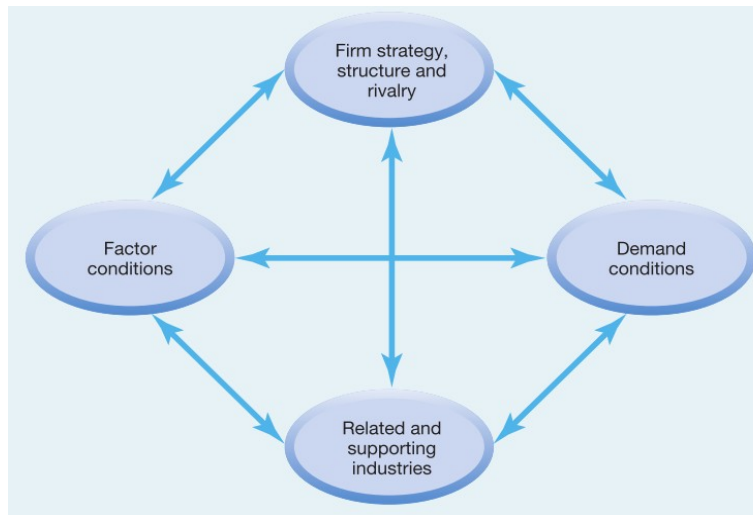 Firm strategy,
structure and
rivalry
Factor
conditions
Demand
conditions
Related and
supporting
industries